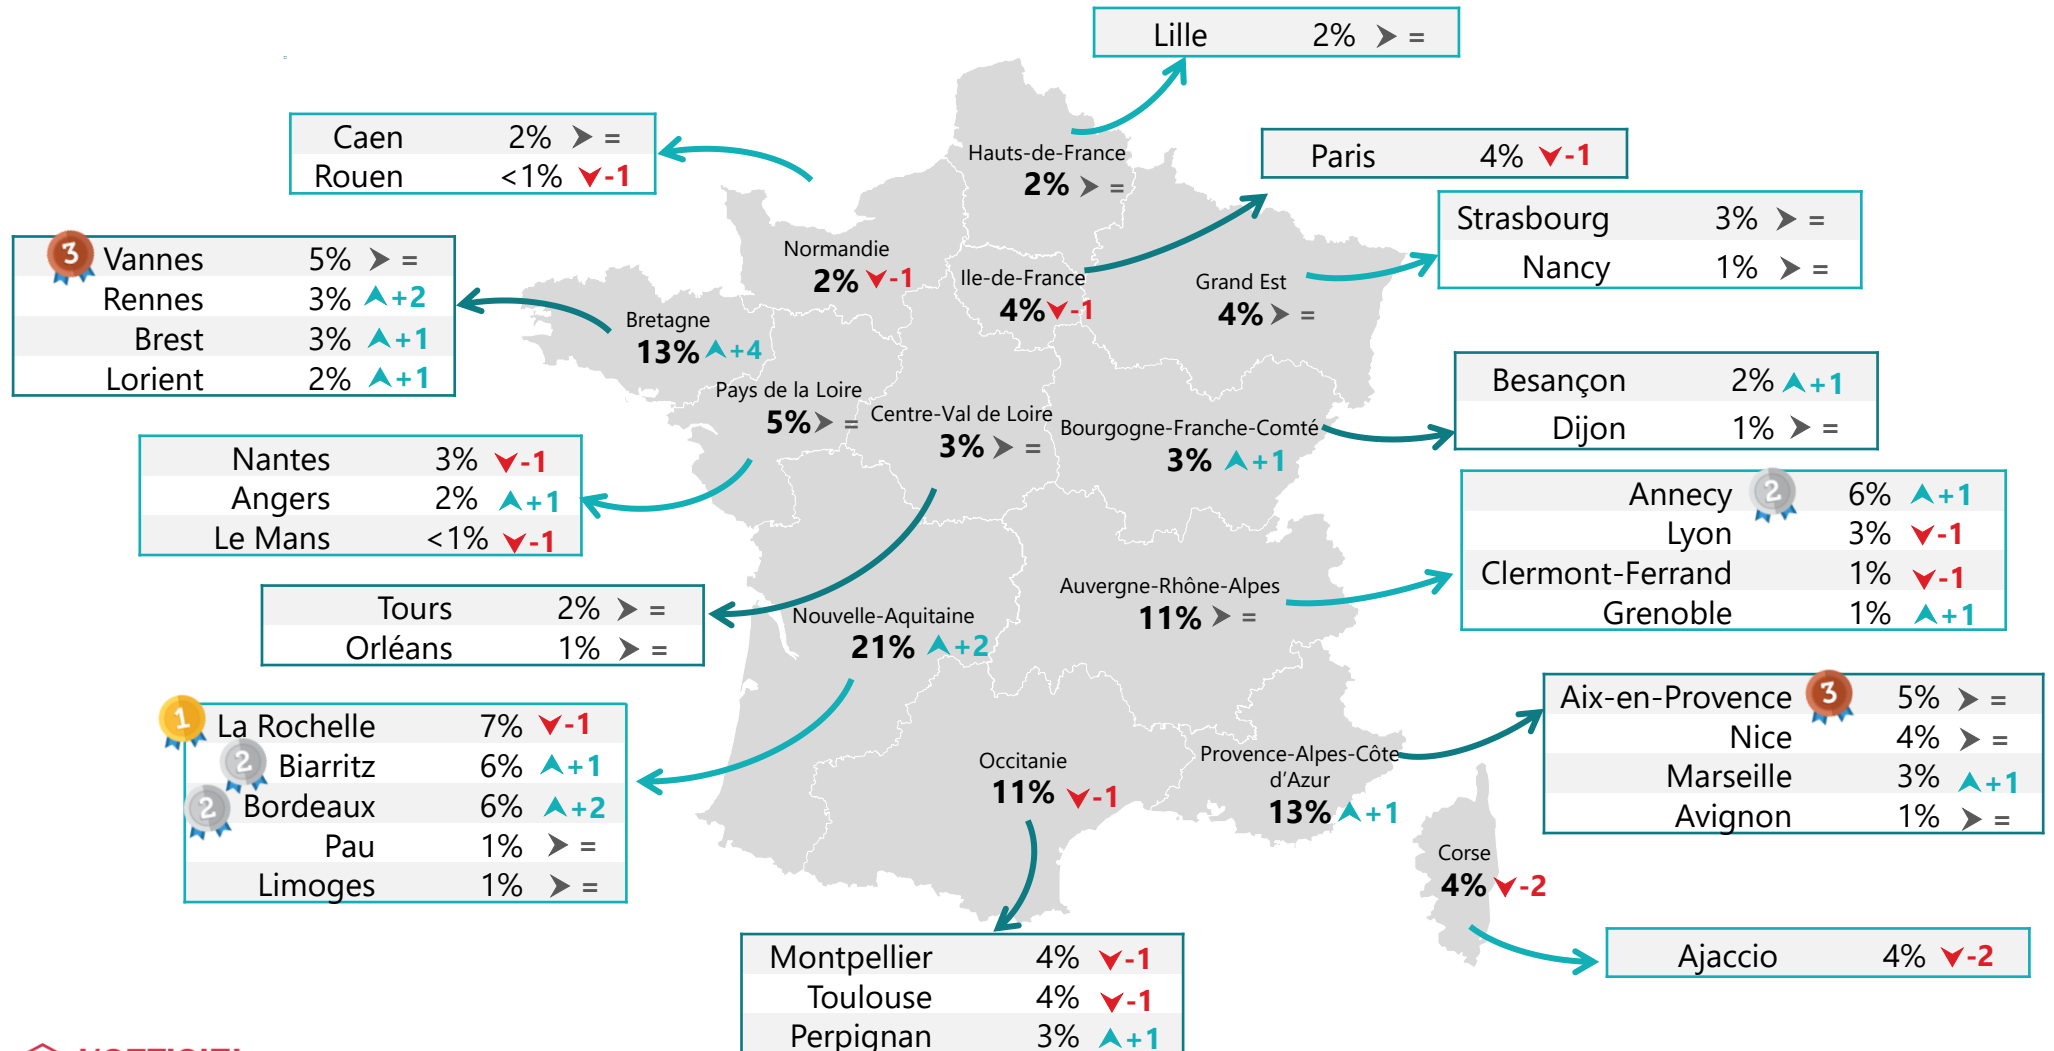 Lille 2% =
Caen 2% =
Rouen <1% -1
Hauts-de-France
2% =
Paris 4% -1
Strasbourg 3% =
Nancy 1% =
3 Vannes 5% =
Rennes 3% +2
Brest 3% +1
Lorient 2% +1
Normandie
2% -1
Ile-de-France
4% -1
Grand Est
4% =
Bretagne
13% +4
Pays de la Loire
5% =
Centre-Val de Loire
3% =
Bourgogne-Franche-Comté
3% +1
Besançon 2% +1
Dijon 1% =
Nantes 3% -1
Angers 2% +1
Le Mans <1% -1
Annecy 2 6% +1
Lyon 3% -1
Clermont-Ferrand 1% -1
Grenoble 1% +1
Tours 2% =
Orléans 1% =
Nouvelle-Aquitaine
21% +2
Auvergne-Rhône-Alpes
11% =
1 La Rochelle 7% -1
2 Biarritz 6% +1
2 Bordeaux 6% +2
Pau 1% =
Limoges 1% =
Aix-en-Provence 3 5% =
Nice 4% =
Marseille 3% +1
Avignon 1% =
Occitanie
11% -1
Provence-Alpes-Côte
d'Azur
13% +1
Corse
4% -2
Ajaccio 4% -2
Montpellier 4% -1
Toulouse 4% -1
Perpignan 3% +1